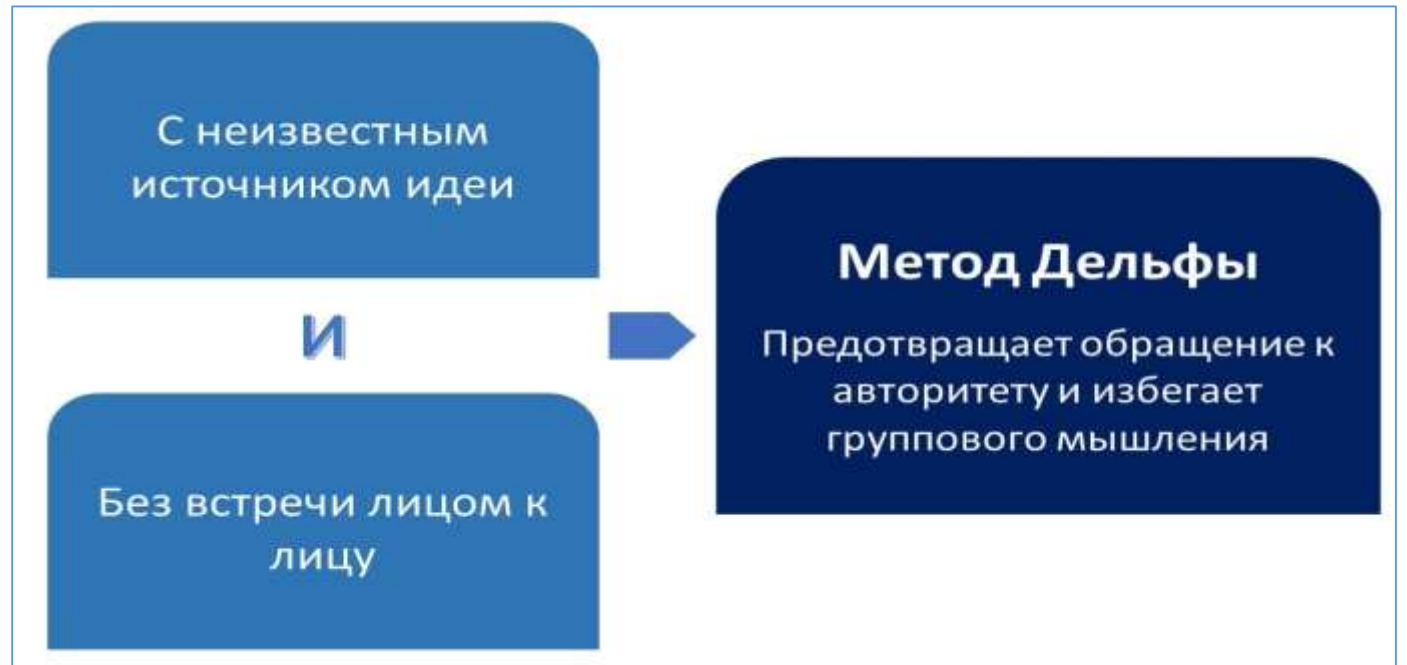 С неизвестным
источником идеи
И
Без встречи лицом к
лицу
Метод Дельфы
Предотвращает обращение к
авторитету и избегает
группового мышления